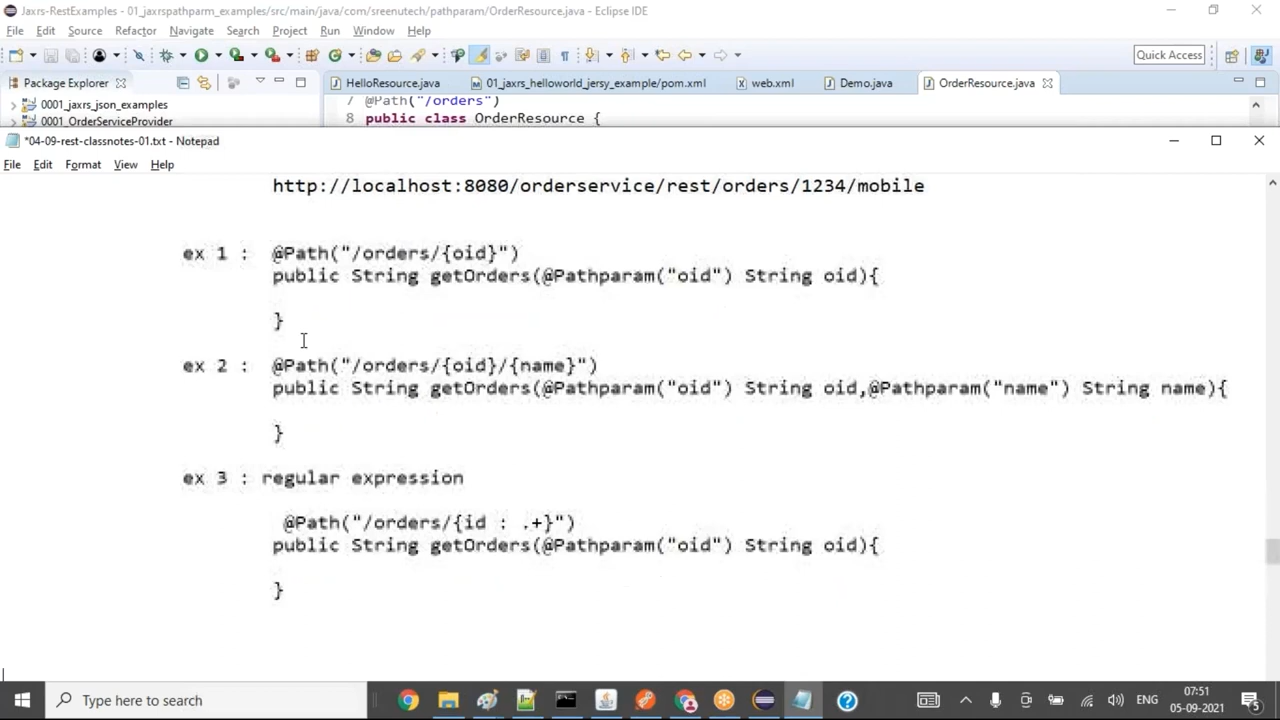 Jaxrs-RestExamples - 01_jaxrspathparm_examples/src/main/java/com/sreenutech/pathparam/OrderResource.java - Eclipse IDE
File Edit Source Refactor Navigate Search Project Run Window Help
Quick Access
Package Explorer
HelloResource.java 01_jaxrs_helloworld_jersy_example/pom.xml web.xml Demo.java OrderResource.java
0001_jaxrs_json_examples
0001_OrderServiceProvider
7 @Path("/orders")
8 public class OrderResource {
*04-09-rest-classnotes-01.txt - Notepad
File Edit Format View Help
http://localhost:8080/orderservice/rest/orders/1234/mobile
ex 1 : @Path("/orders/{oid}")
public String getOrders(@Pathparam("oid") String oid){
}
ex 2 : @Path("/orders/{oid}/{name}")
public String getOrders(@Pathparam("oid") String oid,@Pathparam("name") String name){
}
ex 3 : regular expression
@Path("/orders/{id : .+}")
public String getOrders(@Pathparam("oid") String oid){
}
Type here to search
ENG
07:51
05-09-2021
5